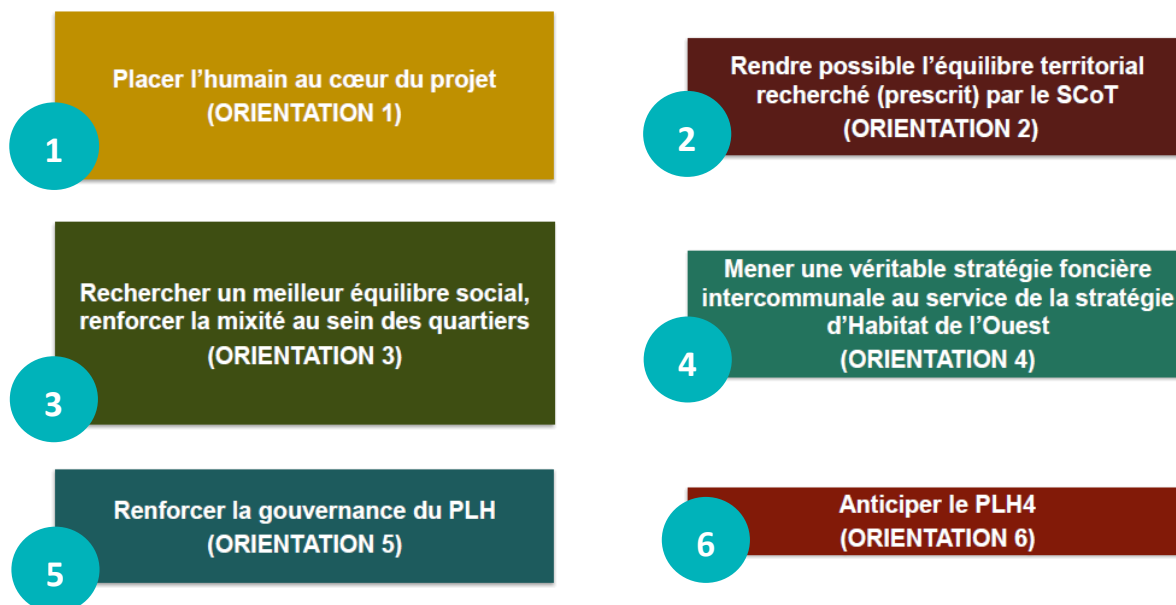 Placer l'humain au cœur du projet
(ORIENTATION 1)
1
Rendre possible l'équilibre territorial
recherché (prescrit) par le SCoT
(ORIENTATION 2)
2
Rechercher un meilleur équilibre social,
renforcer la mixité au sein des quartiers
(ORIENTATION 3)
3
Mener une véritable stratégie foncière
intercommunale au service de la stratégie
d'Habitat de l'Ouest
(ORIENTATION 4)
4
Renforcer la gouvernance du PLH
(ORIENTATION 5)
5
Anticiper le PLH4
(ORIENTATION 6)
6